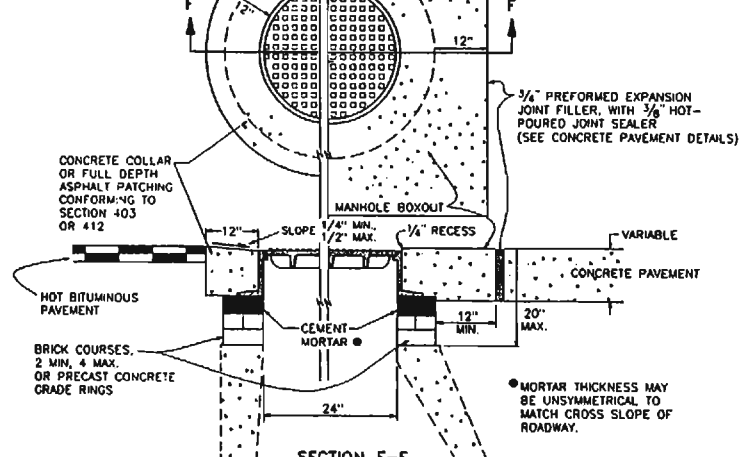 F
F
12"
12"
3/4" PREFORMED EXPANSION
JOINT FILLER, WITH 3/8" HOT-
POURED JOINT SEALER
(SEE CONCRETE PAVEMENT DETAILS)
CONCRETE COLLAR
OR FULL DEPTH
ASPHALT PATCHING
CONFORMING TO
SECTION 403
OR 412
MANHOLE BOXOUT
12"
SLOPE 1/4" MIN.,
1/2" MAX.
1/4" RECESS
VARIABLE
CONCRETE PAVEMENT
HOT BITUMINOUS
PAVEMENT
CEMENT
MORTAR ●
12"
MIN.
20"
MAX.
BRICK COURSES,
2 MIN, 4 MAX.
OR PRECAST CONCRETE
GRADE RINGS
24"
●MORTAR THICKNESS MAY
BE UNSYMMETRICAL TO
MATCH CROSS SLOPE OF
ROADWAY.
SECTION F-F